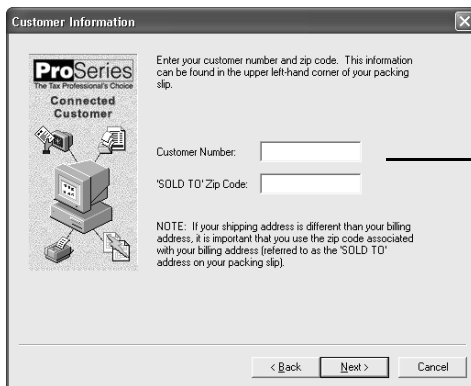 Customer Information
ProSeries
The Tax Professional's Choice
Connected
Customer
Enter your customer number and zip code. This information
can be found in the upper left-hand corner of your packing
slip.
Customer Number:
'SOLD TO' Zip Code:
NOTE: If your shipping address is different than your billing
address, it is important that you use the zip code associated
with your billing address (referred to as the 'SOLD TO'
address on your packing slip).
< Back
Next >
Cancel